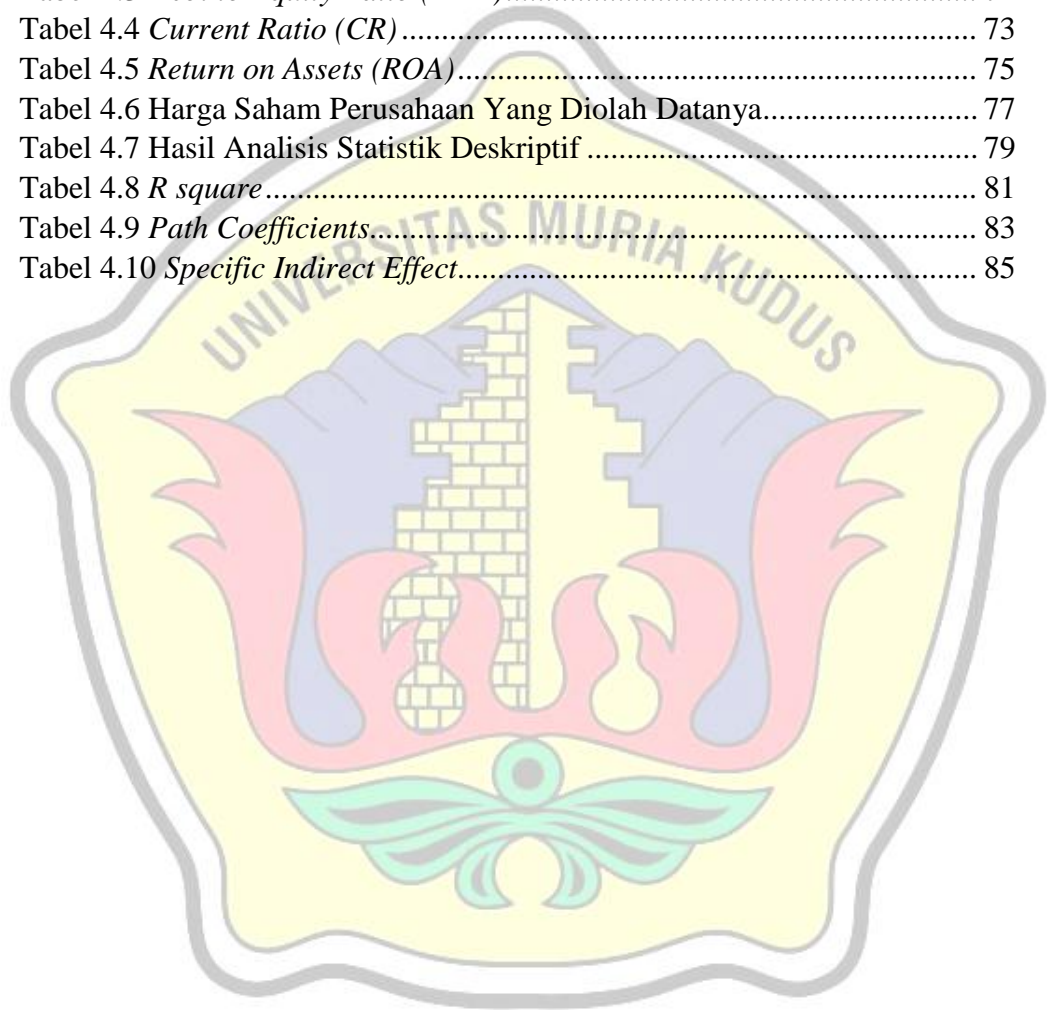 Tabel 4.4 Current Ratio (CR)........................................................................ 73
Tabel 4.5 Return on Assets (ROA)................................................................. 75
Tabel 4.6 Harga Saham Perusahaan Yang Diolah Datanya........................... 77
Tabel 4.7 Hasil Analisis Statistik Deskriptif ................................................. 79
Tabel 4.8 R square......................................................................................... 81
Tabel 4.9 Path Coefficients............................................................................ 83
Tabel 4.10 Specific Indirect Effect................................................................. 85
UNIVERSITAS MURIA KUDUS